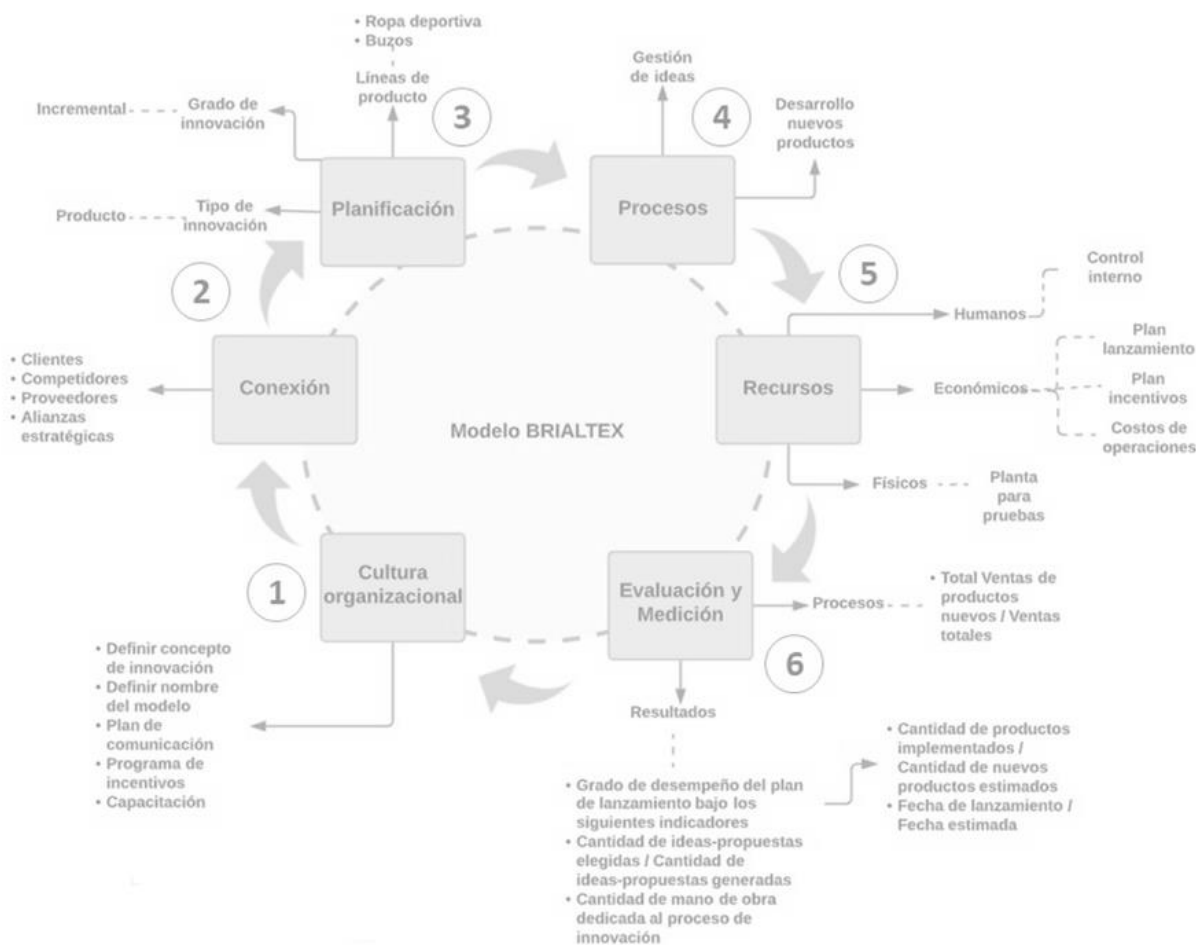 • Ropa deportiva
• Buzos
Líneas de
producto
3
Incremental
Grado de
innovación
Producto
Tipo de
innovación
Planificación
Gestión
de ideas
4
Desarrollo
nuevos
productos
Procesos
2
• Clientes
• Competidores
• Proveedores
• Alianzas
estratégicas
Conexión
Modelo BRIALTEX
5
Recursos
Humanos
Control
interno
Económicos
Plan
lanzamiento
Plan
incentivos
Costos de
operaciones
Físicos
Planta
para
pruebas
1
Cultura
organizacional
• Definir concepto
de innovación
• Definir nombre
del modelo
• Plan de
comunicación
• Programa de
incentivos
• Capacitación
Evaluación y
Medición
6
Procesos
• Total Ventas de
productos
nuevos / Ventas
totales
Resultados
• Grado de desempeño del plan
de lanzamiento bajo los
siguientes indicadores
• Cantidad de ideas-propuestas
elegidas / Cantidad de
ideas-propuestas generadas
• Cantidad de mano de obra
dedicada al proceso de
innovación
• Cantidad de productos
implementados /
Cantidad de nuevos
productos estimados
• Fecha de lanzamiento /
Fecha estimada